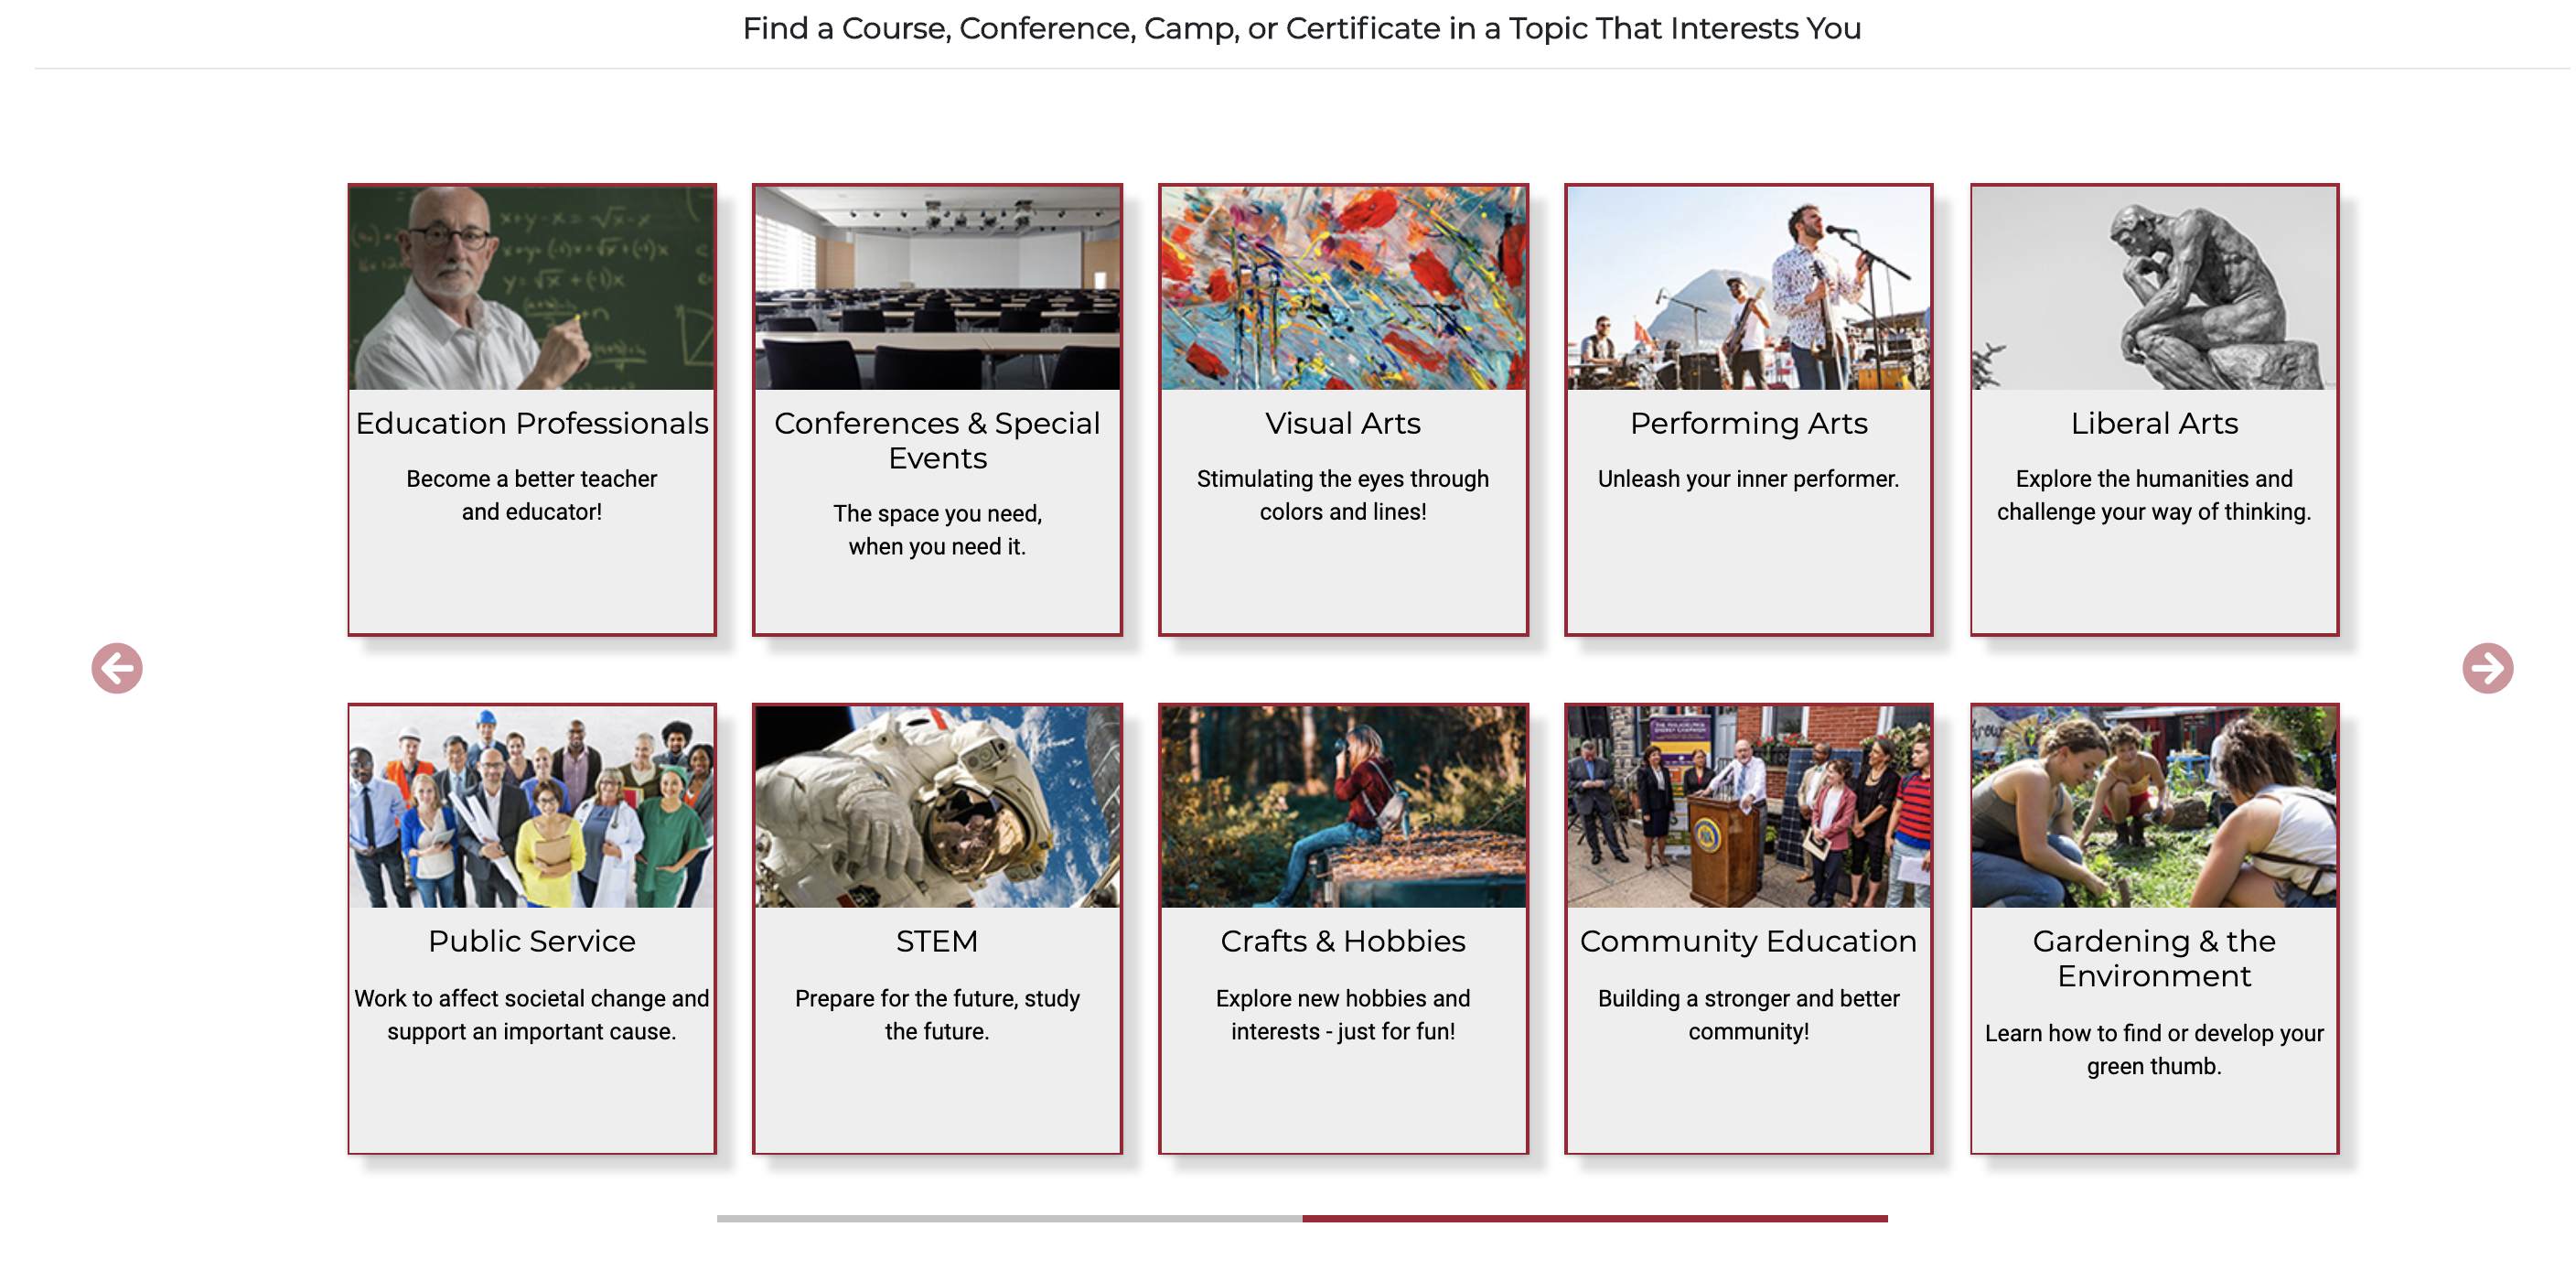 Find a Course, Conference, Camp, or Certificate in a Topic That Interests You
Education Professionals
Become a better teacher
and educator!
Conferences & Special
Events
The space you need,
when you need it.
Visual Arts
Stimulating the eyes through
colors and lines!
Performing Arts
Unleash your inner performer.
Liberal Arts
Explore the humanities and
challenge your way of thinking.
Public Service
Work to affect societal change and
support an important cause.
STEM
Prepare for the future, study
the future.
Crafts & Hobbies
Explore new hobbies and
interests - just for fun!
THE PHILADELPHIA
ENERGY CAMPAIGN
Community Education
Building a stronger and better
community!
Gardening & the
Environment
Learn how to find or develop your
green thumb.